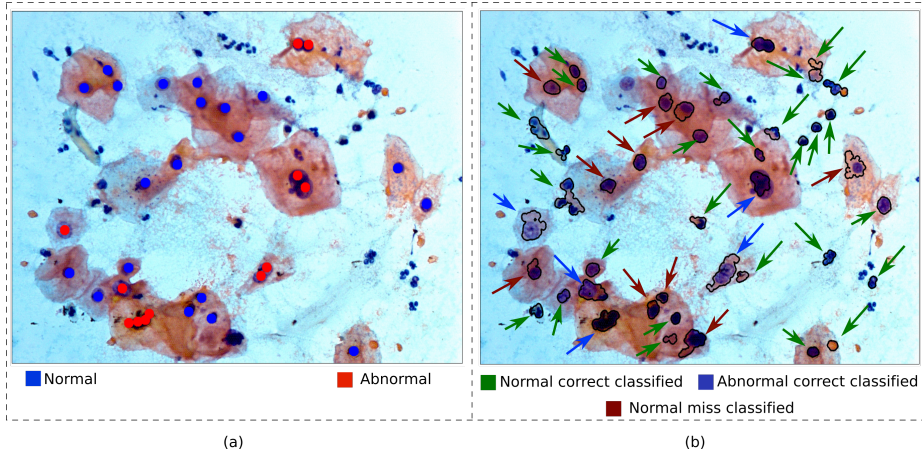 Normal
Abnormal
Normal correct classified
Abnormal correct classified
Normal miss classified
(a)
(b)